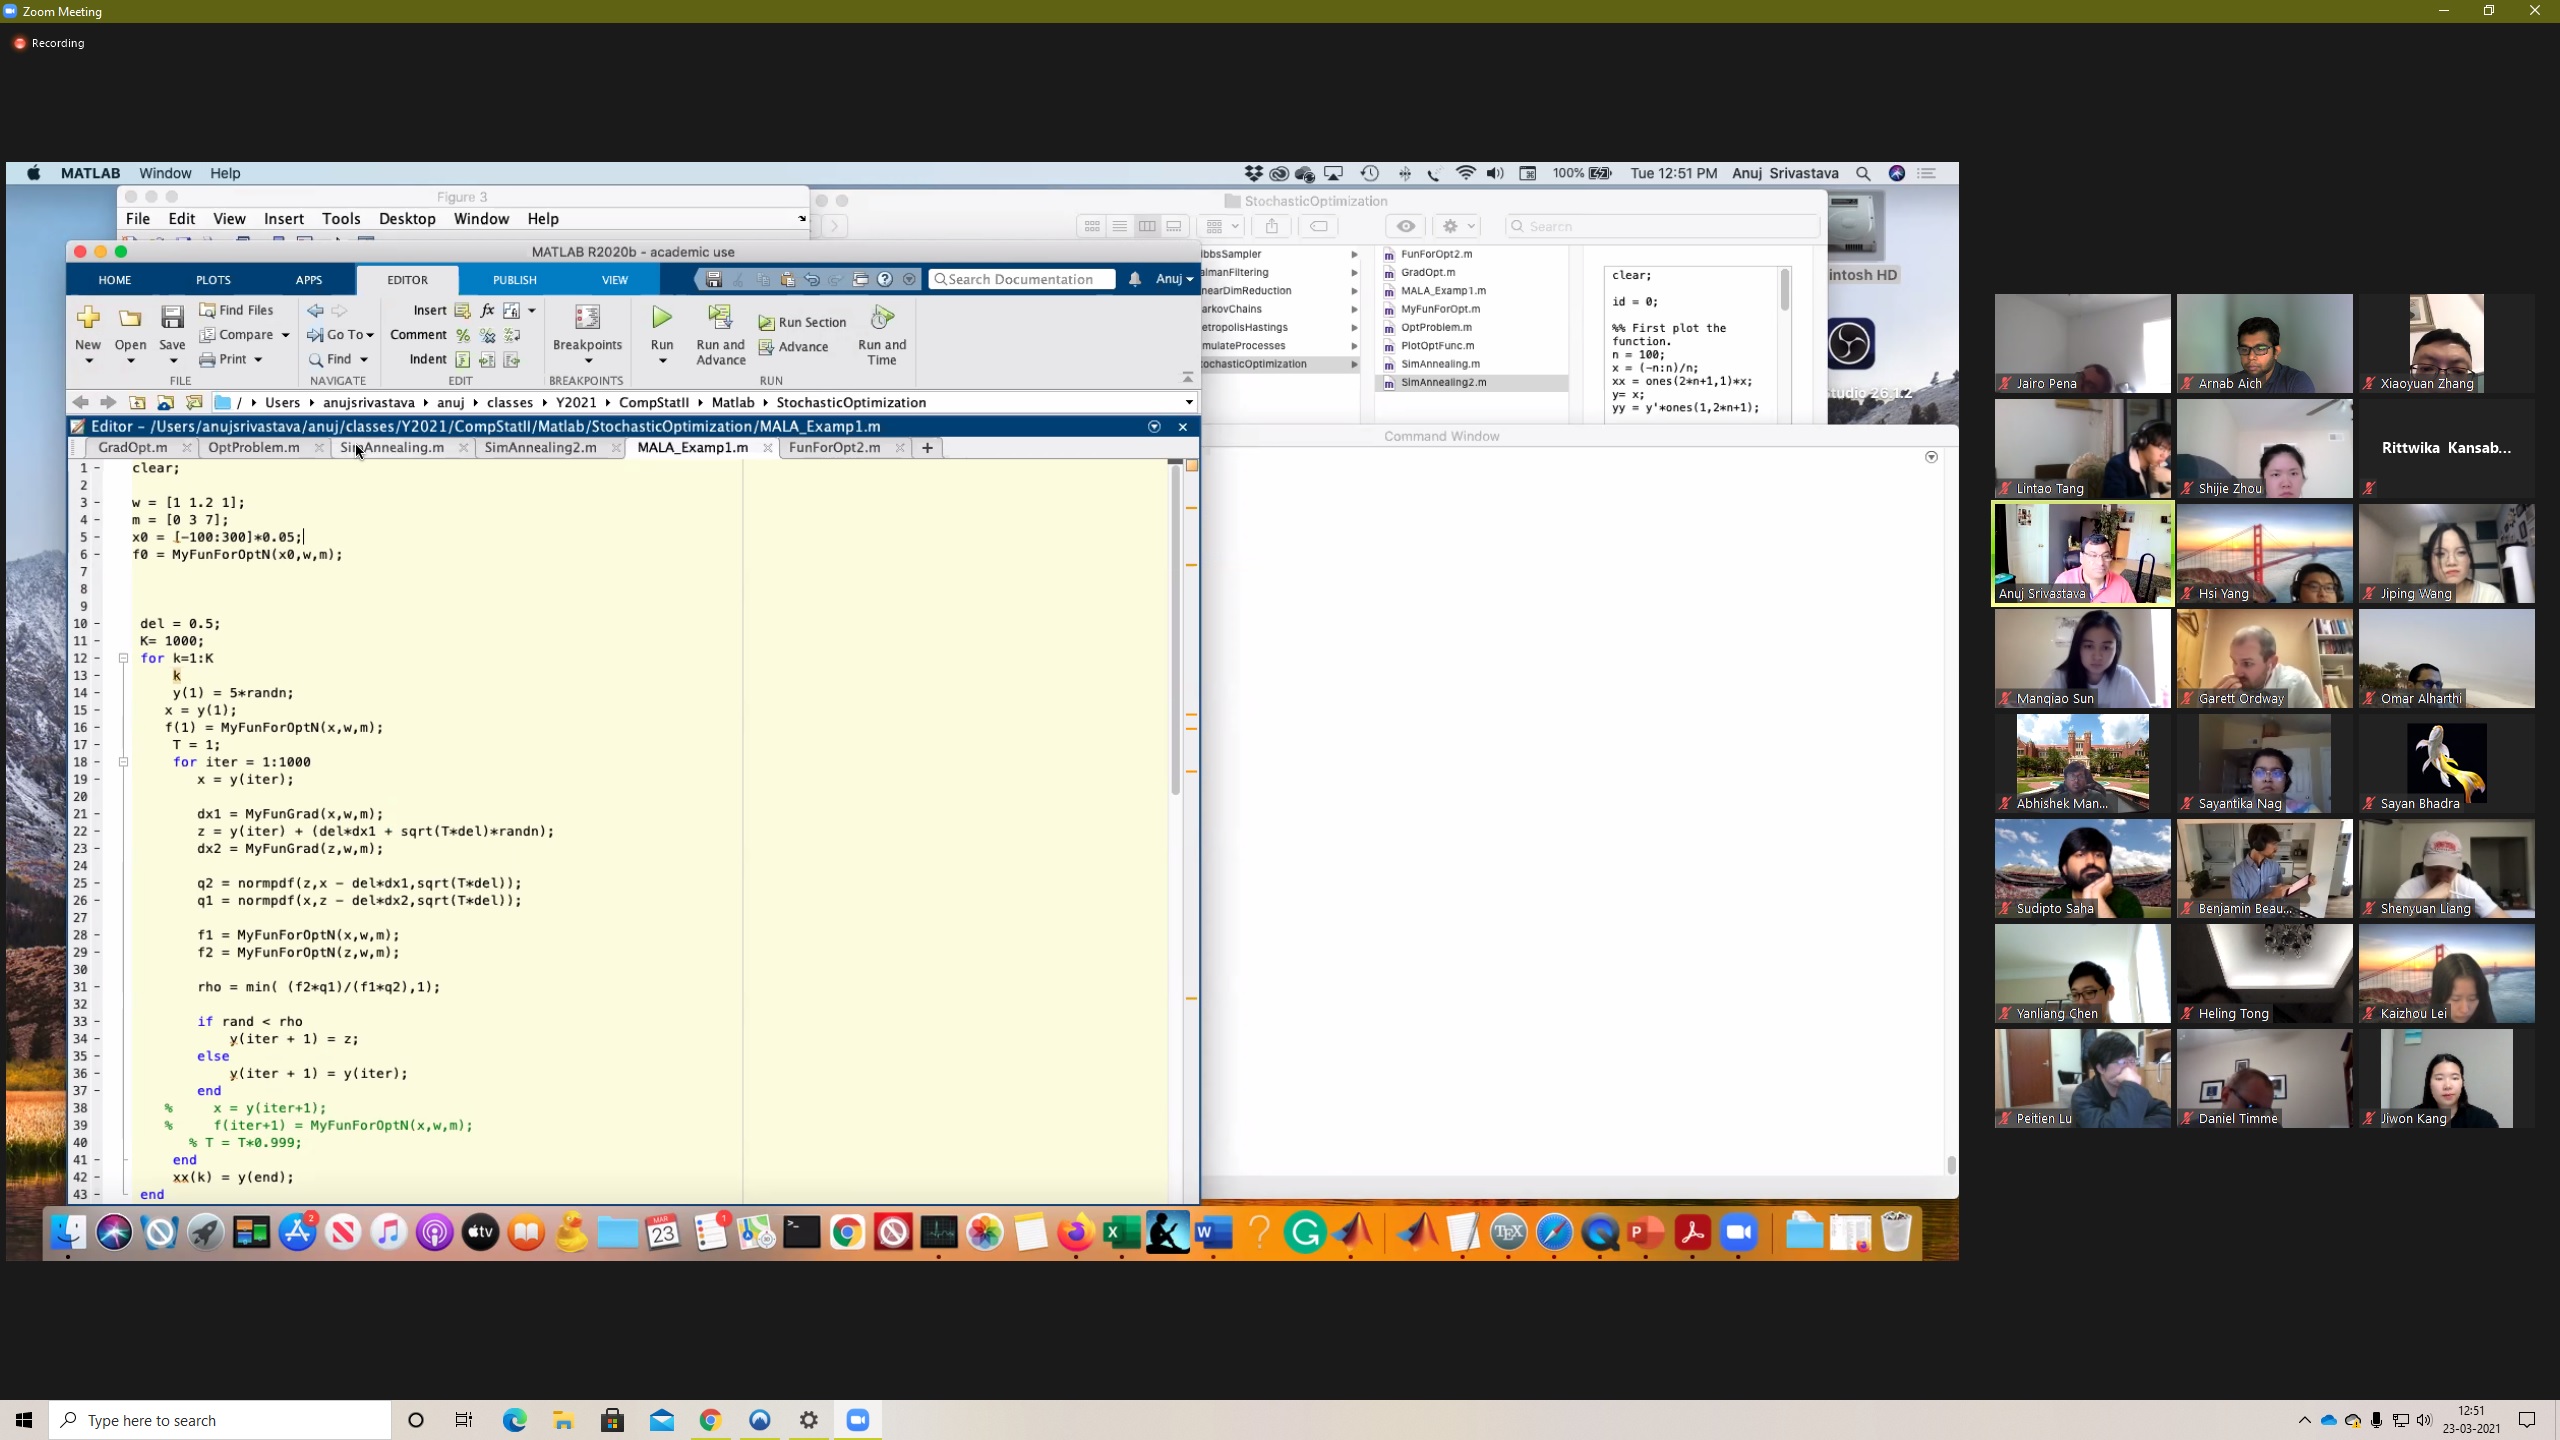 Zoom Meeting
Recording
MATLAB Window Help
100% Tue 12:51 PM Anuj Srivastava
Figure 3
File Edit View Insert Tools Desktop Window Help
StochasticOptimization
Search
MATLAB R2020b - academic use
HOME PLOTS APPS EDITOR PUBLISH VIEW
Search Documentation
Anuj
New Open Save
Find Files
Compare
Print
FILE
Go To
Find
NAVIGATE
Insert fx
Comment
Indent
EDIT
Breakpoints
BREAKPOINTS
Run
Run and Advance
Run Section
Advance
Run and Time
RUN
/ Users anujsrivastava anuj classes Y2021 CompStatII Matlab StochasticOptimization
Editor - /Users/anujsrivastava/anuj/classes/Y2021/CompStatII/Matlab/StochasticOptimization/MALA_Examp1.m
GradOpt.m OptProblem.m SimAnnealing.m SimAnnealing2.m MALA_Examp1.m FunForOpt2.m +
1 - clear;
2
3 - w = [1 1.2 1];
4 - m = [0 3 7];
5 - x0 = [-100:300]*0.05;
6 - f0 = MyFunForOptN(x0,w,m);
7
8
9
10 - del = 0.5;
11 - K= 1000;
12 - for k=1:K
13 - k
14 - y(1) = 5*randn;
15 - x = y(1);
16 - f(1) = MyFunForOptN(x,w,m);
17 - T = 1;
18 - for iter = 1:1000
19 - x = y(iter);
20
21 - dx1 = MyFunGrad(x,w,m);
22 - z = y(iter) + (del*dx1 + sqrt(T*del)*randn);
23 - dx2 = MyFunGrad(z,w,m);
24
25 - q2 = normpdf(z,x - del*dx1,sqrt(T*del));
26 - q1 = normpdf(x,z - del*dx2,sqrt(T*del));
27
28 - f1 = MyFunForOptN(x,w,m);
29 - f2 = MyFunForOptN(z,w,m);
30
31 - rho = min( (f2*q1)/(f1*q2),1);
32
33 - if rand < rho
34 - y(iter + 1) = z;
35 - else
36 - y(iter + 1) = y(iter);
37 - end
38 % x = y(iter+1);
39 % f(iter+1) = MyFunForOptN(x,w,m);
40 % T = T*0.999;
41 - end
42 - xx(k) = y(end);
43 - end
ibbsSampler
almanFiltering
nearDimReduction
arkovChains
etropolisHastings
mulateProcesses
tochasticOptimization
FunForOpt2.m
GradOpt.m
MALA_Examp1.m
MyFunForOpt.m
OptProblem.m
PlotOptFunc.m
SimAnnealing.m
SimAnnealing2.m
clear;
id = 0;
%% First plot the
function.
n = 100;
x = (-n:n)/n;
xx = ones(2*n+1,1)*x;
y= x;
yy = y'*ones(1,2*n+1);
intosh HD
tudio 26.1.2
Command Window
Jairo Pena
Arnab Aich
Xiaoyuan Zhang
Lintao Tang
Shijie Zhou
Rittwika Kansab...
Anuj Srivastava
Hsi Yang
Jiping Wang
Manqiao Sun
Garett Ordway
Omar Alharthi
Abhishek Man...
Sayantika Nag
Sayan Bhadra
Sudipto Saha
Benjamin Beau...
Shenyuan Liang
Yanliang Chen
Heling Tong
Kaizhou Lei
Peitien Lu
Daniel Timme
Jiwon Kang
2
tv
MAR
23
1
TEX
Type here to search
12:51
23-03-2021